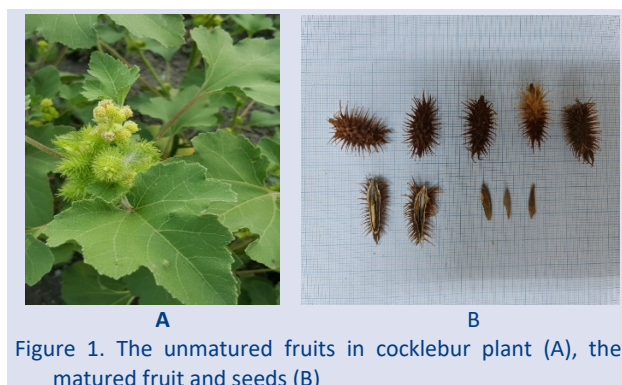 A
B
Figure 1. The unmatured fruits in cocklebur plant (A), the
matured fruit and seeds (B)